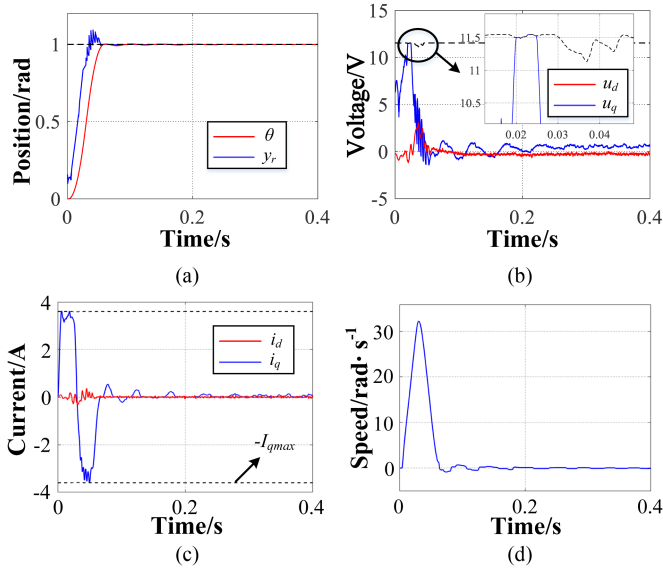 Position/rad
1
0.5
0
0
0.2
0.4
θ
y_r
Time/s
(a)
Voltage/V
15
10
5
0
-5
0
0.2
0.4
11.5
11
10.5
0.02
0.03
0.04
u_d
u_q
Time/s
(b)
Current/A
4
2
0
-2
-4
0
0.2
0.4
i_d
i_q
-I_qmax
Time/s
(c)
Speed/rad· s⁻¹
30
20
10
0
0
0.2
0.4
Time/s
(d)